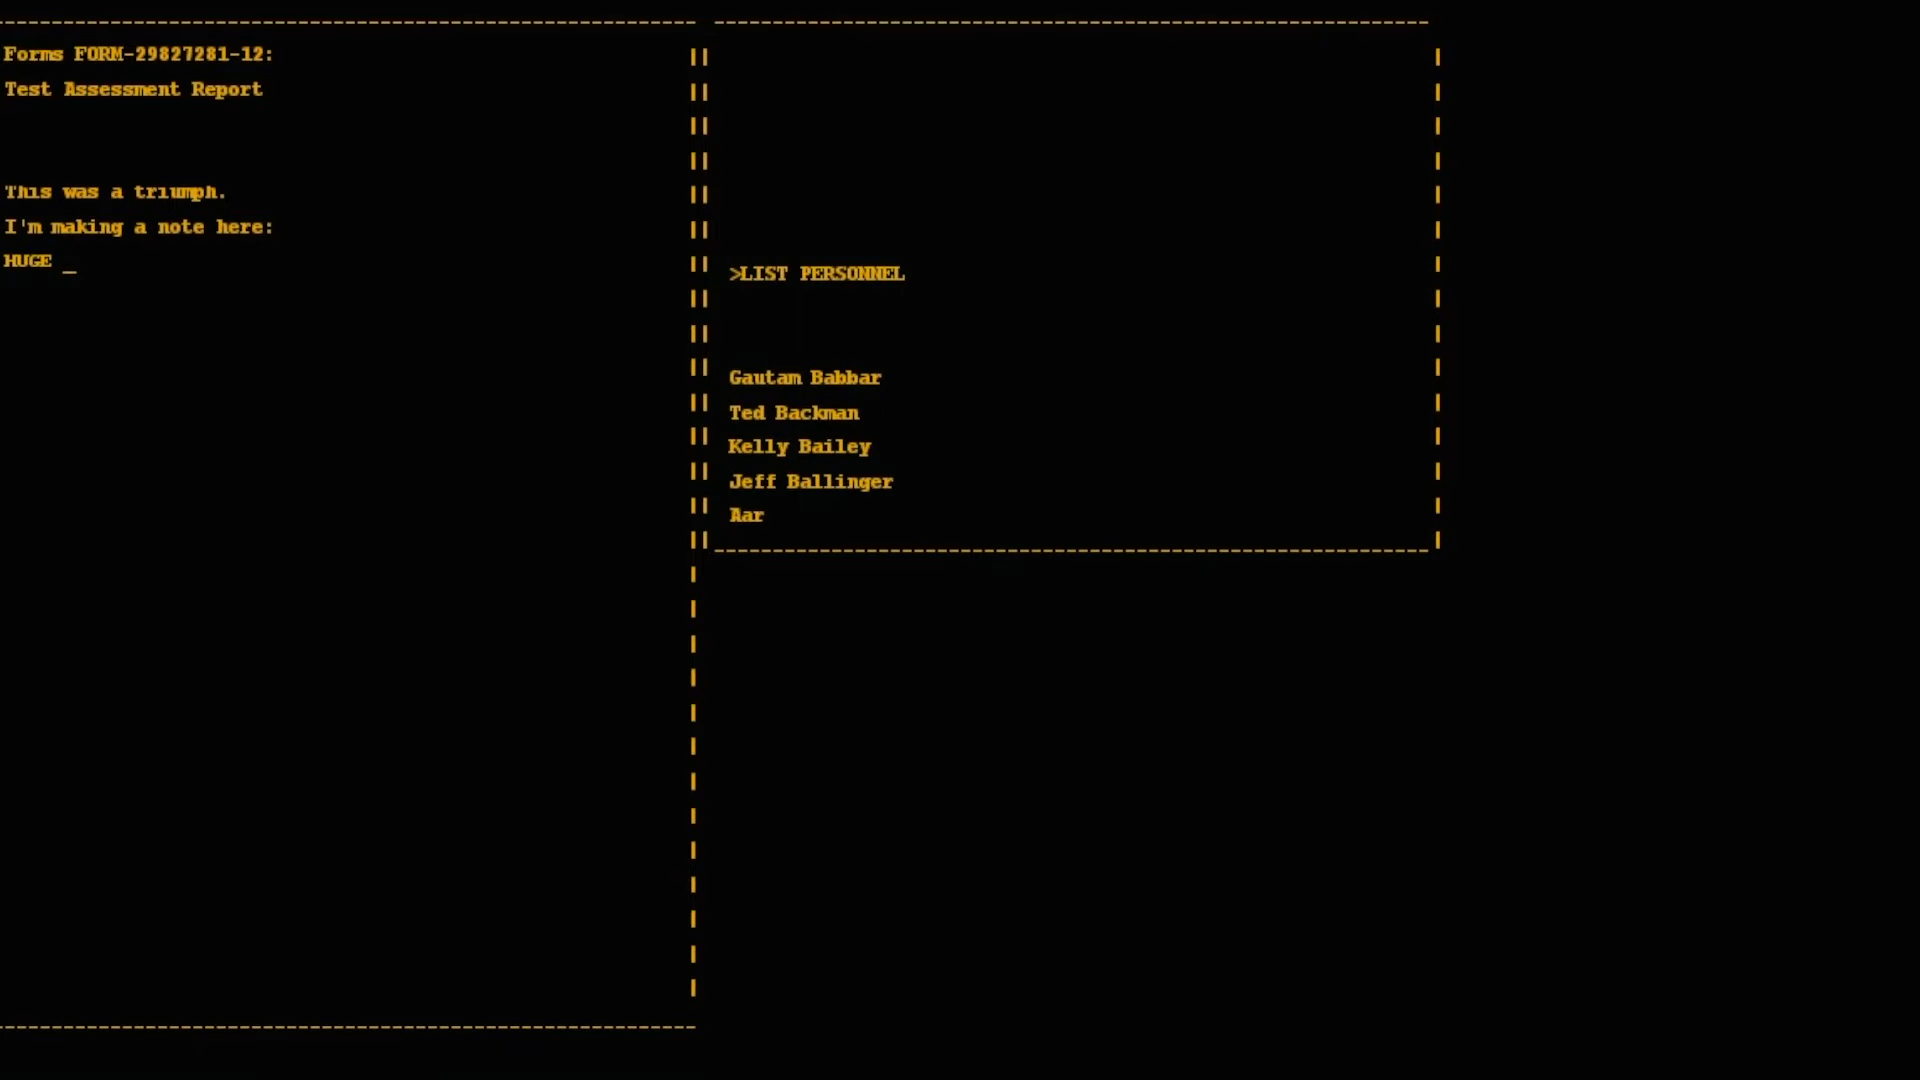 Forms FORM-29827281-12:
Test Assessment Report
This was a triumph.
I'm making a note here:
HUGE _
>LIST PERSONNEL
Gautam Babbar
Ted Backman
Kelly Bailey
Jeff Ballinger
Aar